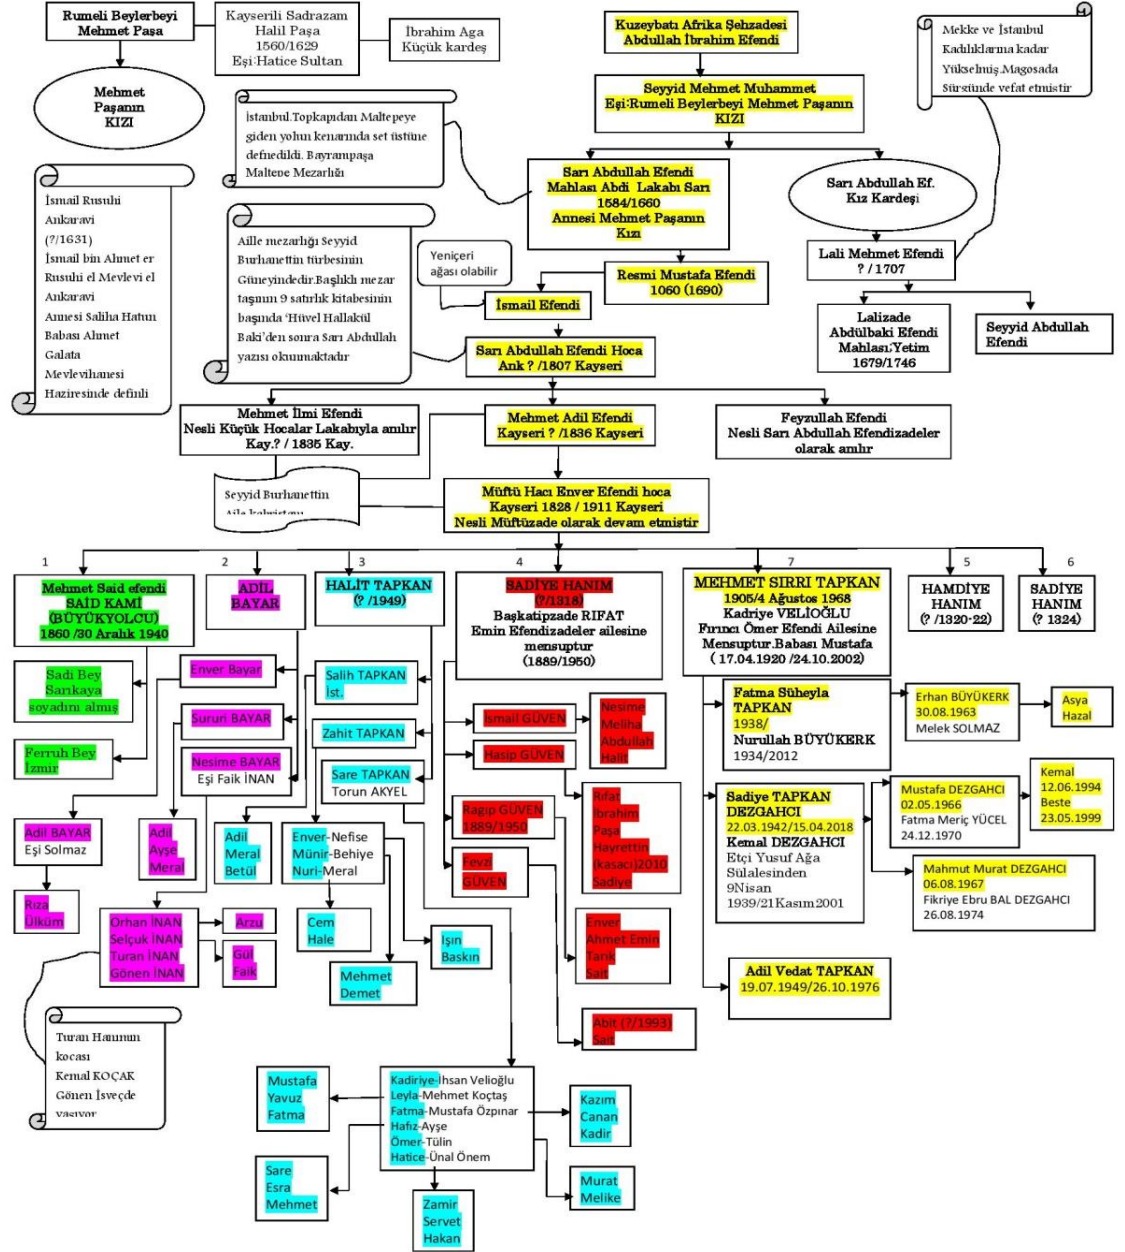 Rumeli Beylerbeyi
Mehmet Paşa
Kayserili Sadrazam
Halil Paşa
1560/1629
Eşi:Hatice Sultan
İbrahim Aga
Küçük kardeş
Kuzeybatı Afrika Şehzadesi
Abdullah İbrahim Efendi
Mekke ve İstanbul
Kadılıklarına kadar
Yükselmiş.Magosada
Sürgünde vefat etmiştir
Mehmet
Paşanın
KIZI
Seyyid Mehmet Muhammet
Eşi:Rumeli Beylerbeyi Mehmet Paşanın
KIZI
İstanbul.Topkapıdan Maltepeye
giden yolun kenarında set üstüne
defnedildi. Bayrampaşa
Maltepe Mezarlığı
Sarı Abdullah Efendi
Mahlası Abdi Lakabı Sarı
1584/1660
Annesi Mehmet Paşanın
Kızı
Sarı Abdullah Ef.
Kız Kardeşi
İsmail Rusuhi
Ankaravi
(?/1631)
İsmail bin Ahmet er
Rusuhi el Mevlevi el
Ankaravi
Annesi Saliha Hatun
Babası Ahmet
Galata
Mevlevihanesi
Haziresinde definli
Aille mezarlığı Seyyid
Burhanettin türbesinin
Güneyindedir.Başlıklı mezar
taşının 9 satırlık kitabesinin
başında ‘Hüvel Hallakül
Baki’den sonra Sarı Abdullah
yazısı okunmaktadır
Yeniçeri
ağası olabilir
Resmi Mustafa Efendi
1060 (1690)
Lali Mehmet Efendi
? / 1707
İsmail Efendi
Lalizade
Abdülbaki Efendi
Mahlası;Yetim
1679/1746
Seyyid Abdullah
Efendi
Sarı Abdullah Efendi Hoca
Ank ? /1807 Kayseri
Mehmet İlmi Efendi
Nesli Küçük Hocalar Lakabıyla anılır
Kay.? / 1835 Kay.
Mehmet Adil Efendi
Kayseri ? /1836 Kayseri
Feyzullah Efendi
Nesli Sarı Abdullah Efendizadeler
olarak anılır
Seyyid Burhanettin
Aile kabristanı
Müftü Hacı Enver Efendi hoca
Kayseri 1828 / 1911 Kayseri
Nesli Müftüzade olarak devam etmiştir
1
2
3
4
7
5
6
Mehmet Said efendi
SAİD KAMİ
(BÜYÜKYOLCU)
1860 /30 Aralık 1940
ADİL
BAYAR
HALİT TAPKAN
(? /1949)
SADİYE HANIM
(?/1318)
Başkatipzade RIFAT
Emin Efendizadeler ailesine
mensuptur
(1889/1950)
MEHMET SIRRI TAPKAN
1905/4 Ağustos 1968
Kadriye VELİOĞLU
Fırıncı Ömer Efendi Ailesine
Mensuptur.Babası Mustafa
( 17.04.1920 /24.10.2002)
HAMDİYE
HANIM
(? /1320-22)
SADİYE
HANIM
(? 1324)
Sadi Bey
Sarıkaya
soyadını almış
Ferruh Bey
İzmir
Enver Bayar
Sururi BAYAR
Nesime BAYAR
Eşi Faik İNAN
Salih TAPKAN
İst.
Zahit TAPKAN
Sare TAPKAN
Torun AKYEL
İsmail GÜVEN
Hasip GÜVEN
Ragıp GÜVEN
1889/1950
Fevzi
GÜVEN
Nesime
Meliha
Abdullah
Halit
Rıfat
İbrahim
Paşa
Hayrettin
(kasacı)2010
Sadiye
Enver
Ahmet Emin
Tarık
Sait
Abit (?/1993)
Sait
Fatma Süheyla
TAPKAN
1938/
Nurullah BÜYÜKERK
1934/2012
Erhan BÜYÜKERK
30.08.1963
Melek SOLMAZ
Asya
Hazal
Sadiye TAPKAN
DEZGAHCI
22.03.1942/15.04.2018
Kemal DEZGAHCI
Etçi Yusuf Ağa
Sülalesinden
9Nisan
1939/21Kasım2001
Mustafa DEZGAHCI
02.05.1966
Fatma Meriç YÜCEL
24.12.1970
Kemal
12.06.1994
Beste
23.05.1999
Mahmut Murat DEZGAHCI
06.08.1967
Fikriye Ebru BAL DEZGAHCI
26.08.1974
Adil Vedat TAPKAN
19.07.1949/26.10.1976
Adil BAYAR
Eşi Solmaz
Rıza
Ülküm
Adil
Ayşe
Meral
Adil
Meral
Betül
Enver-Nefise
Münir-Behiye
Nuri-Meral
Orhan İNAN
Selçuk İNAN
Turan İNAN
Gönen İNAN
Arzu
Gül
Faik
Cem
Hale
Mehmet
Demet
Işın
Baskın
Turan Hanımın
kocası
Kemal KOÇAK
Gönen İsveçde
yaşıyor
Mustafa
Yavuz
Fatma
Kadiriye-İhsan Velioğlu
Leyla-Mehmet Koçtaş
Fatma-Mustafa Özpınar
Hafız-Ayşe
Ömer-Tülin
Hatice-Ünal Önem
Kazım
Canan
Kadir
Sare
Esra
Mehmet
Zamir
Servet
Hakan
Murat
Melike